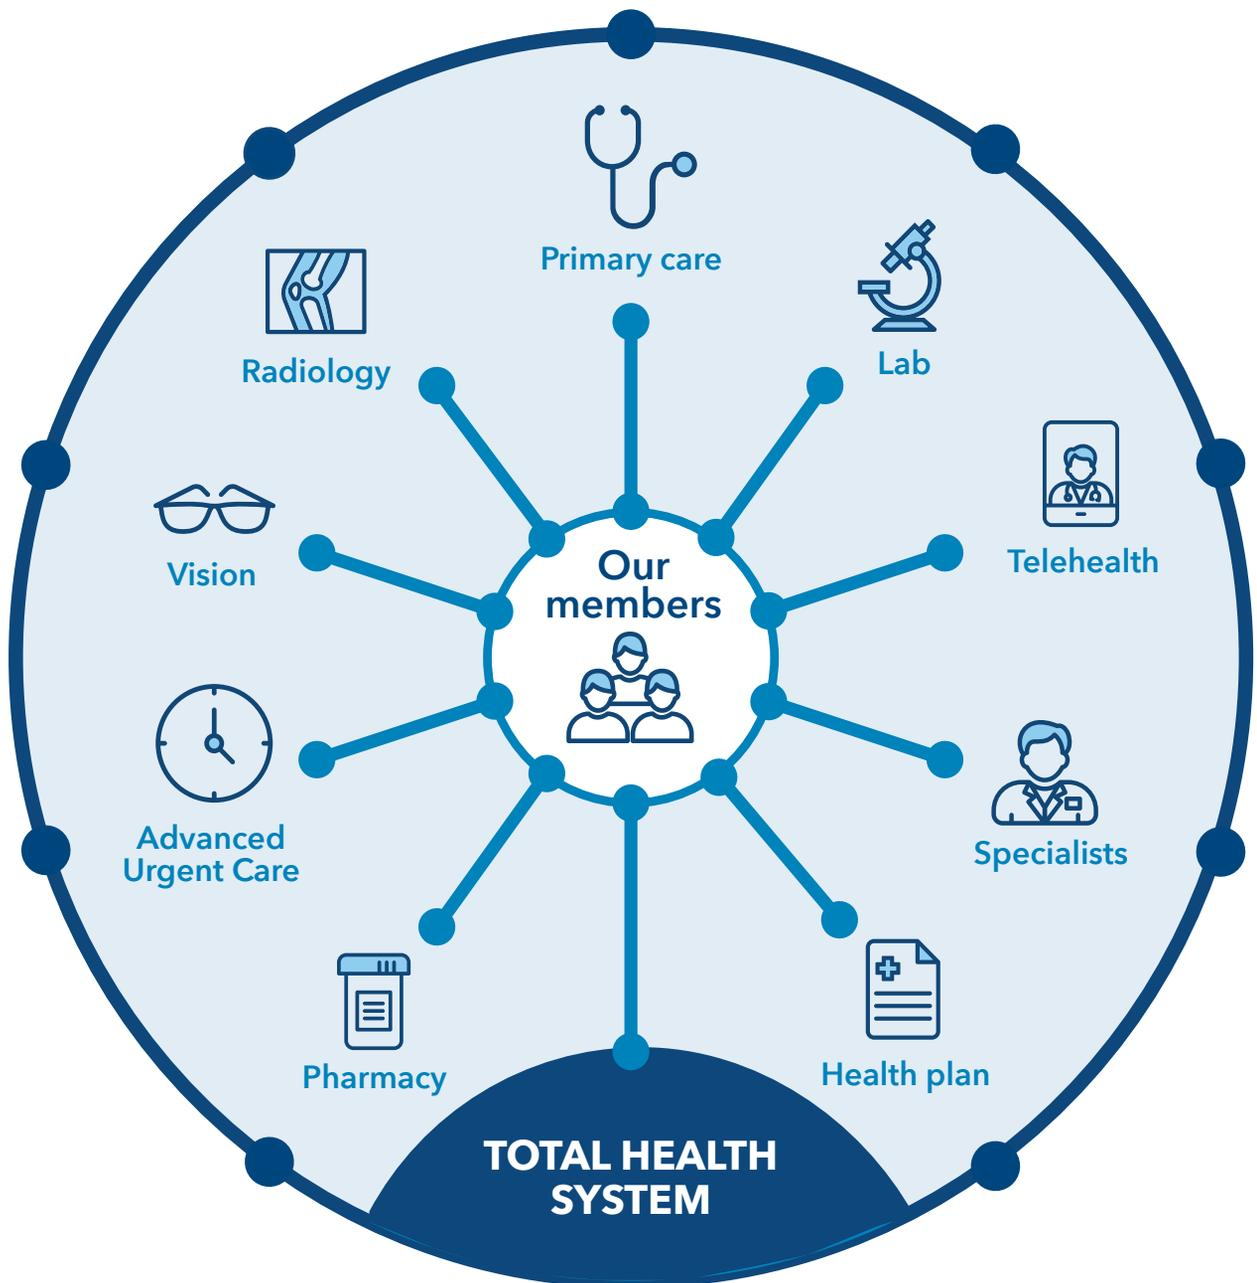 Primary care
Lab
Radiology
Telehealth
Vision
Our
members
Advanced
Urgent Care
Specialists
Pharmacy
Health plan
TOTAL HEALTH
SYSTEM